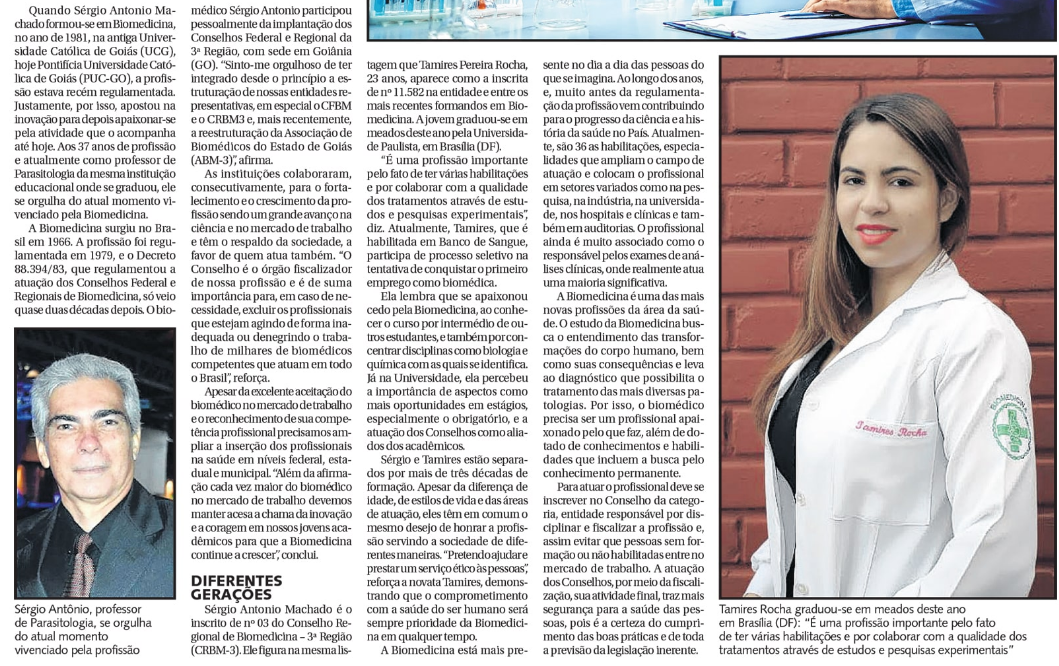 Quando Sérgio Antonio Ma-
chado formou-se em Biomedicina,
no ano de 1981, na antiga Univer-
sidade Católica de Goiás (UCG),
hoje Pontifícia Universidade Cató-
lica de Goiás (PUC-GO), a profis-
são estava recém regulamentada.
Justamente, por isso, apostou na
inovação para depois apaixonar-se
pela atividade que o acompanha
até hoje. Aos 37 anos de profissão
e atualmente como professor de
Parasitologia da mesma instituição
educacional onde se graduou, ele
se orgulha do atual momento vi-
venciado pela Biomedicina.
A Biomedicina surgiu no Bra-
sil em 1966. A profissão foi regu-
lamentada em 1979, e o Decreto
88.394/83, que regulamentou a
atuação dos Conselhos Federal e
Regionais de Biomedicina, só veio
quase duas décadas depois. O bio-
Sérgio Antônio, professor
de Parasitologia, se orgulha
do atual momento
vivenciado pela profissão
médico Sérgio Antonio participou
pessoalmente da implantação dos
Conselhos Federal e Regional da
3ª Região, com sede em Goiânia
(GO). “Sinto-me orgulhoso de ter
integrado desde o princípio a es-
truturação de nossas entidades re-
presentativas, em especial o CFBM
e o CRBM3 e, mais recentemente,
a reestruturação da Associação de
Biomédicos do Estado de Goiás
(ABM-3)”, afirma.
As instituições colaboraram,
consecutivamente, para o forta-
lecimento e o crescimento da pro-
fissão sendo um grande avanço na
ciência e no mercado de trabalho
e têm o respaldo da sociedade, a
favor de quem atua também. “O
Conselho é o órgão fiscalizador
de nossa profissão e é de suma
importância para, em caso de ne-
cessidade, excluir os profissionais
que estejam agindo de forma ina-
dequada ou denegrindo o traba-
lho de milhares de biomédicos
competentes que atuam em todo
o Brasil”, reforça.
Apesar da excelente aceitação do
biomédico no mercado de trabalho
e o reconhecimento de sua compe-
tência profissional precisamos am-
pliar a inserção dos profissionais
na saúde em níveis federal, esta-
dual e municipal. “Além da afirma-
ção cada vez maior do biomédico
no mercado de trabalho devemos
manter acesa a chama da inovação
e a coragem em nossos jovens aca-
dêmicos para que a Biomedicina
continue a crescer”, conclui.
DIFERENTES
GERAÇÕES
Sérgio Antonio Machado é o
inscrito de nº 03 do Conselho Re-
gional de Biomedicina – 3ª Região
(CRBM-3). Ele figura na mesma lis-
tagem que Tamires Pereira Rocha,
23 anos, aparece como a inscrita
de nº 11.582 na entidade e entre os
mais recentes formandos em Bio-
medicina. A jovem graduou-se em
meados deste ano pela Universida-
de Paulista, em Brasília (DF).
“É uma profissão importante
pelo fato de ter várias habilitações
e por colaborar com a qualidade
dos tratamentos através de estu-
dos e pesquisas experimentais”,
diz. Atualmente, Tamires, que é
habilitada em Banco de Sangue,
participa de processo seletivo na
tentativa de conquistar o primeiro
emprego como biomédica.
Ela lembra que se apaixonou
cedo pela Biomedicina, ao conhe-
cer o curso por intermédio de ou-
tros estudantes, e também por con-
centrar disciplinas como biologia e
química com as quais se identifica.
Já na Universidade, ela percebeu
a importância de aspectos como
mais oportunidades em estágios,
especialmente o obrigatório, e a
atuação dos Conselhos como alia-
dos dos acadêmicos.
Sérgio e Tamires estão separa-
dos por mais de três décadas de
formação. Apesar da diferença de
idade, de estilos de vida e das áreas
de atuação, eles têm em comum o
mesmo desejo de honrar a profis-
são servindo a sociedade de dife-
rentes maneiras. “Pretendo ajudar e
prestar um serviço ético às pessoas”,
reforça a novata Tamires, demons-
trando que o comprometimento
com a saúde do ser humano será
sempre prioridade da Biomedici-
na em qualquer tempo.
A Biomedicina está mais pre-
sente no dia a dia das pessoas do
que se imagina. Ao longo dos anos,
e, muito antes da regulamenta-
ção da profissão vem contribuindo
para o progresso da ciência e a his-
tória da saúde no País. Atualmen-
te, são 36 as habilitações, especia-
lidades que ampliam o campo de
atuação e colocam o profissional
em setores variados como na pes-
quisa, na indústria, na universida-
de, nos hospitais e clínicas e tam-
bém em auditorias. O profissional
ainda é muito associado como o
responsável pelos exames de aná-
lises clínicas, onde realmente atua
uma maioria significativa.
A Biomedicina é uma das mais
novas profissões da área da saú-
de. O estudo da Biomedicina bus-
ca o entendimento das transfor-
mações do corpo humano, bem
como suas consequências e leva
ao diagnóstico que possibilita o
tratamento das mais diversas pa-
tologias. Por isso, o biomédico
precisa ser um profissional apai-
xonado pelo que faz, além de do-
tado de conhecimentos e habili-
dades que incluem a busca pelo
conhecimento permanente.
Para atuar o profissional deve se
inscrever no Conselho da catego-
ria, entidade responsável por dis-
ciplinar e fiscalizar a profissão e,
assim evitar que pessoas sem for-
mação ou não habilitadas entre no
mercado de trabalho. A atuação
dos Conselhos, por meio da fiscali-
zação, sua atividade final, traz mais
segurança para a saúde das pes-
soas, pois é a certeza do cumpri-
mento das boas práticas e de toda
a previsão da legislação inerente.
BIOMEDICINA
Tamires Rocha
Tamires Rocha graduou-se em meados deste ano
em Brasília (DF): “É uma profissão importante pelo fato
de ter várias habilitações e por colaborar com a qualidade dos
tratamentos através de estudos e pesquisas experimentais”